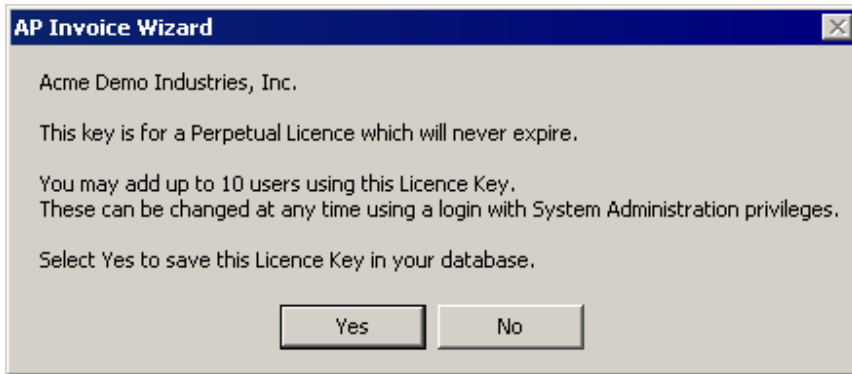 AP Invoice Wizard
Acme Demo Industries, Inc.
This key is for a Perpetual Licence which will never expire.
You may add up to 10 users using this Licence Key.
These can be changed at any time using a login with System Administration privileges.
Select Yes to save this Licence Key in your database.
Yes
No